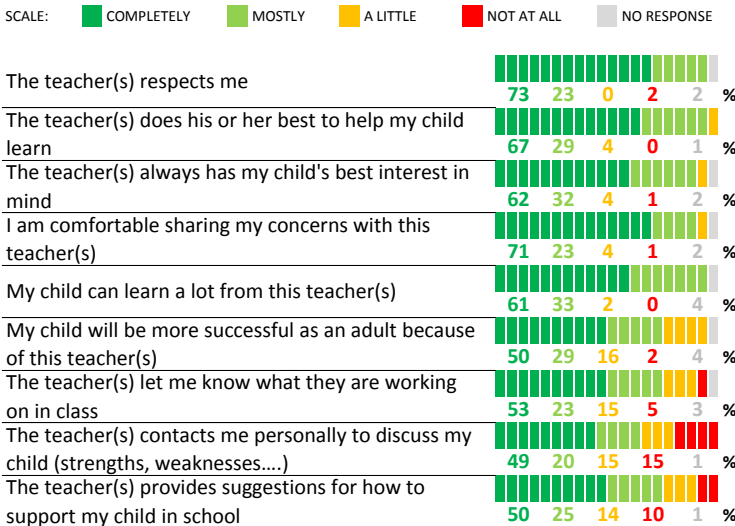 SCALE: COMPLETELY MOSTLY A LITTLE NOT AT ALL NO RESPONSE
The teacher(s) respects me
73 23 0 2 2 %
The teacher(s) does his or her best to help my child
learn
67 29 4 0 1 %
The teacher(s) always has my child's best interest in
mind
62 32 4 1 2 %
I am comfortable sharing my concerns with this
teacher(s)
71 23 4 1 2 %
My child can learn a lot from this teacher(s)
61 33 2 0 4 %
My child will be more successful as an adult because
of this teacher(s)
50 29 16 2 4 %
The teacher(s) let me know what they are working
on in class
53 23 15 5 3 %
The teacher(s) contacts me personally to discuss my
child (strengths, weaknesses....)
49 20 15 15 1 %
The teacher(s) provides suggestions for how to
support my child in school
50 25 14 10 1 %